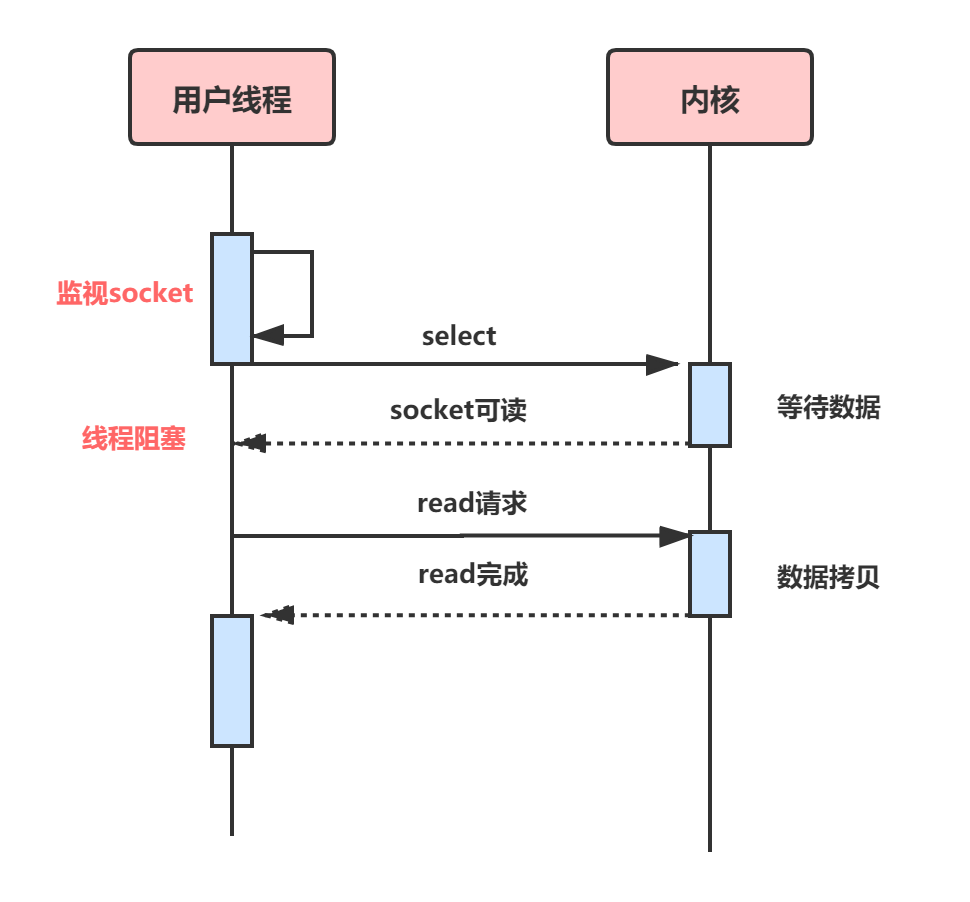 用户线程
内核
监视socket
select
等待数据
socket可读
线程阻塞
read请求
read完成
数据拷贝